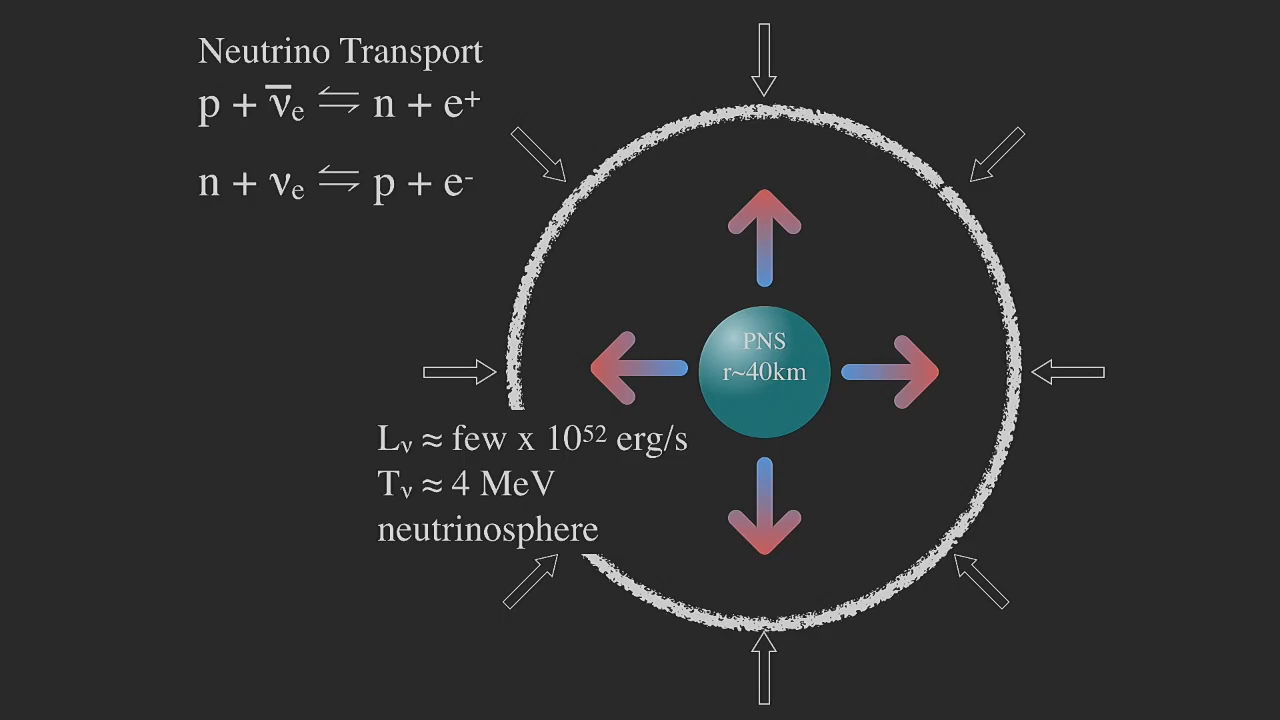 Neutrino Transport
p + ν̅ₑ ⇋ n + e⁺
n + νₑ ⇋ p + e⁻
PNS
r~40km
Lᵥ ≈ few x 10⁵² erg/s
Tᵥ ≈ 4 MeV
neutrinosphere